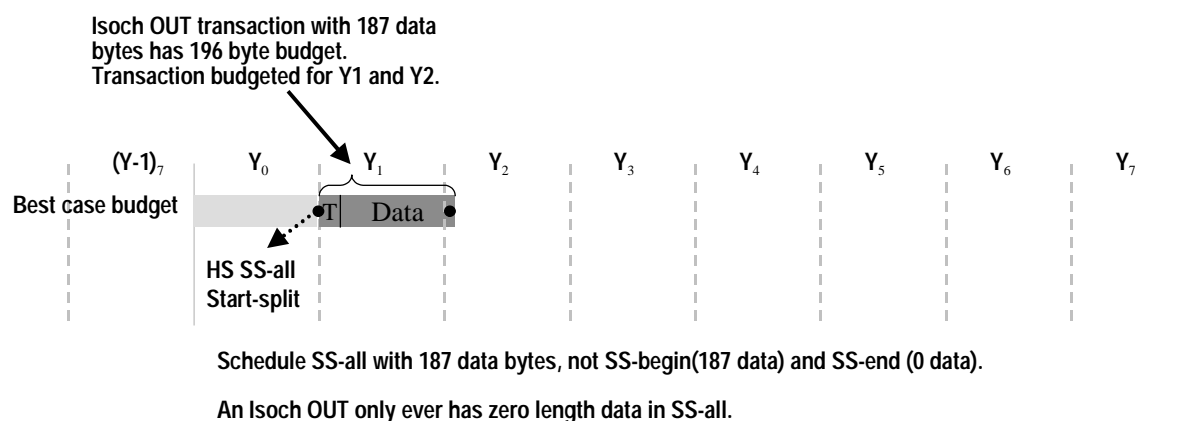 Isoch OUT transaction with 187 data
bytes has 196 byte budget.
Transaction budgeted for Y1 and Y2.
(Y-1)₇ Y₀ Y₁ Y₂ Y₃ Y₄ Y₅ Y₆ Y₇
Best case budget T Data
HS SS-all
Start-split
Schedule SS-all with 187 data bytes, not SS-begin(187 data) and SS-end (0 data).
An Isoch OUT only ever has zero length data in SS-all.